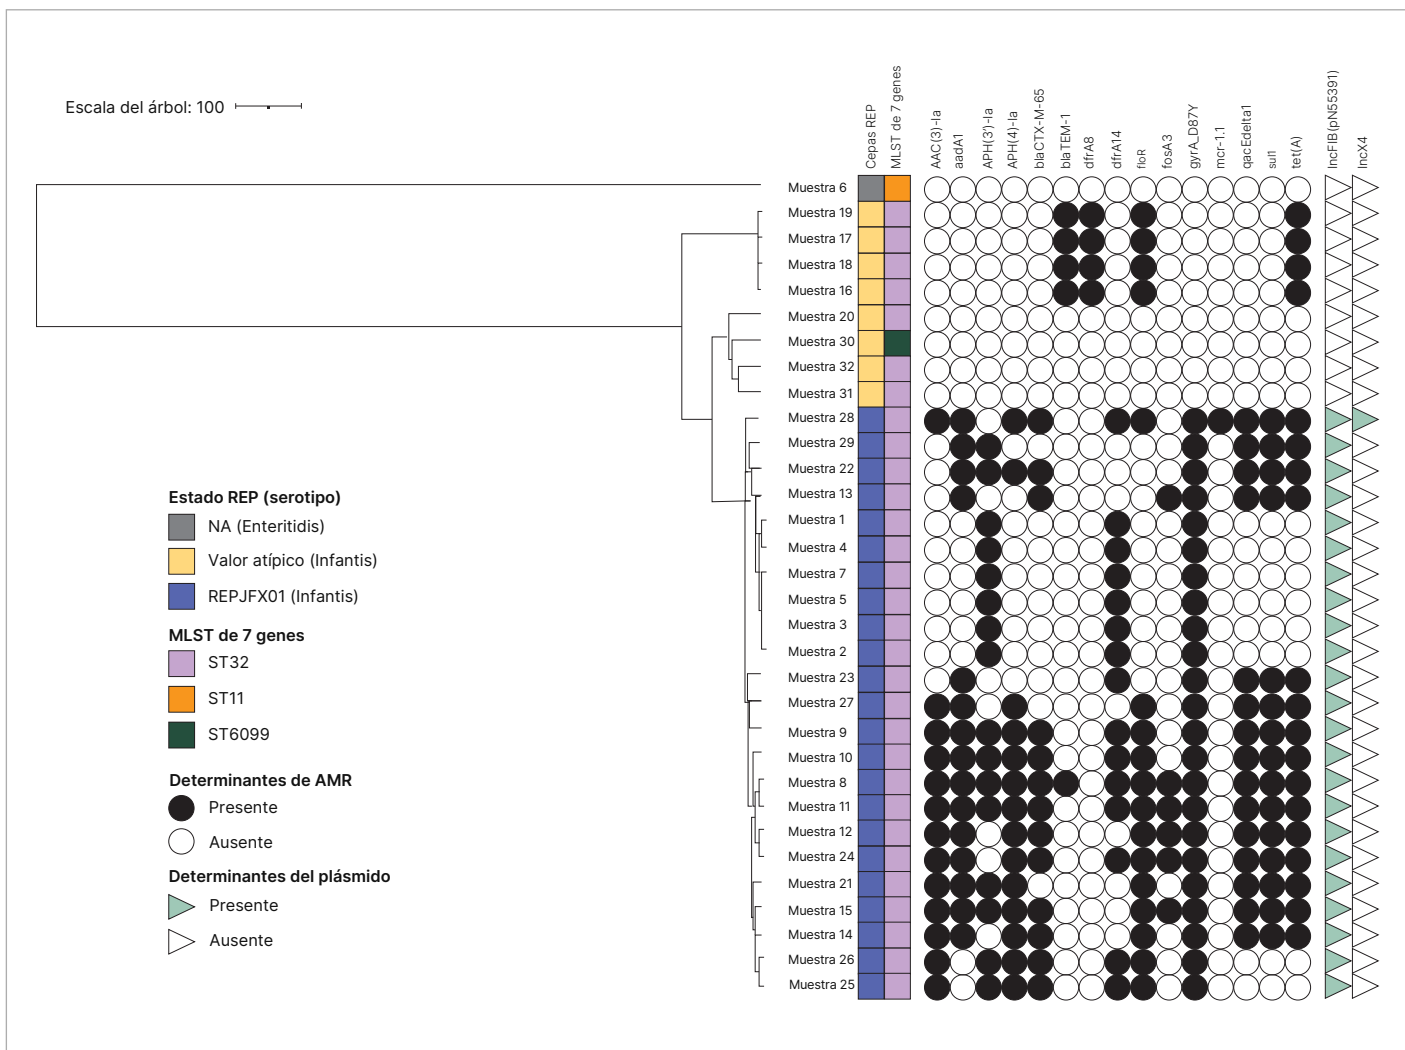 Escala del árbol: 100
Cepas REP
MLST de 7 genes
AAC(3)-Ia
aadA1
APH(3')-Ia
APH(4)-Ia
blaCTX-M-65
blaTEM-1
dfrA8
dfrA14
floR
fosA3
gyrA_D87Y
mcr-1.1
qacEdelta1
sul1
tet(A)
IncFIB(pN55391)
IncX4
Muestra 6
Muestra 19
Muestra 17
Muestra 18
Muestra 16
Muestra 20
Muestra 30
Muestra 32
Muestra 31
Muestra 28
Muestra 29
Muestra 22
Muestra 13
Muestra 1
Muestra 4
Muestra 7
Muestra 5
Muestra 3
Muestra 2
Muestra 23
Muestra 27
Muestra 9
Muestra 10
Muestra 8
Muestra 11
Muestra 12
Muestra 24
Muestra 21
Muestra 15
Muestra 14
Muestra 26
Muestra 25
Estado REP (serotipo)
NA (Enteritidis)
Valor atípico (Infantis)
REPJFX01 (Infantis)
MLST de 7 genes
ST32
ST11
ST6099
Determinantes de AMR
Presente
Ausente
Determinantes del plásmido
Presente
Ausente